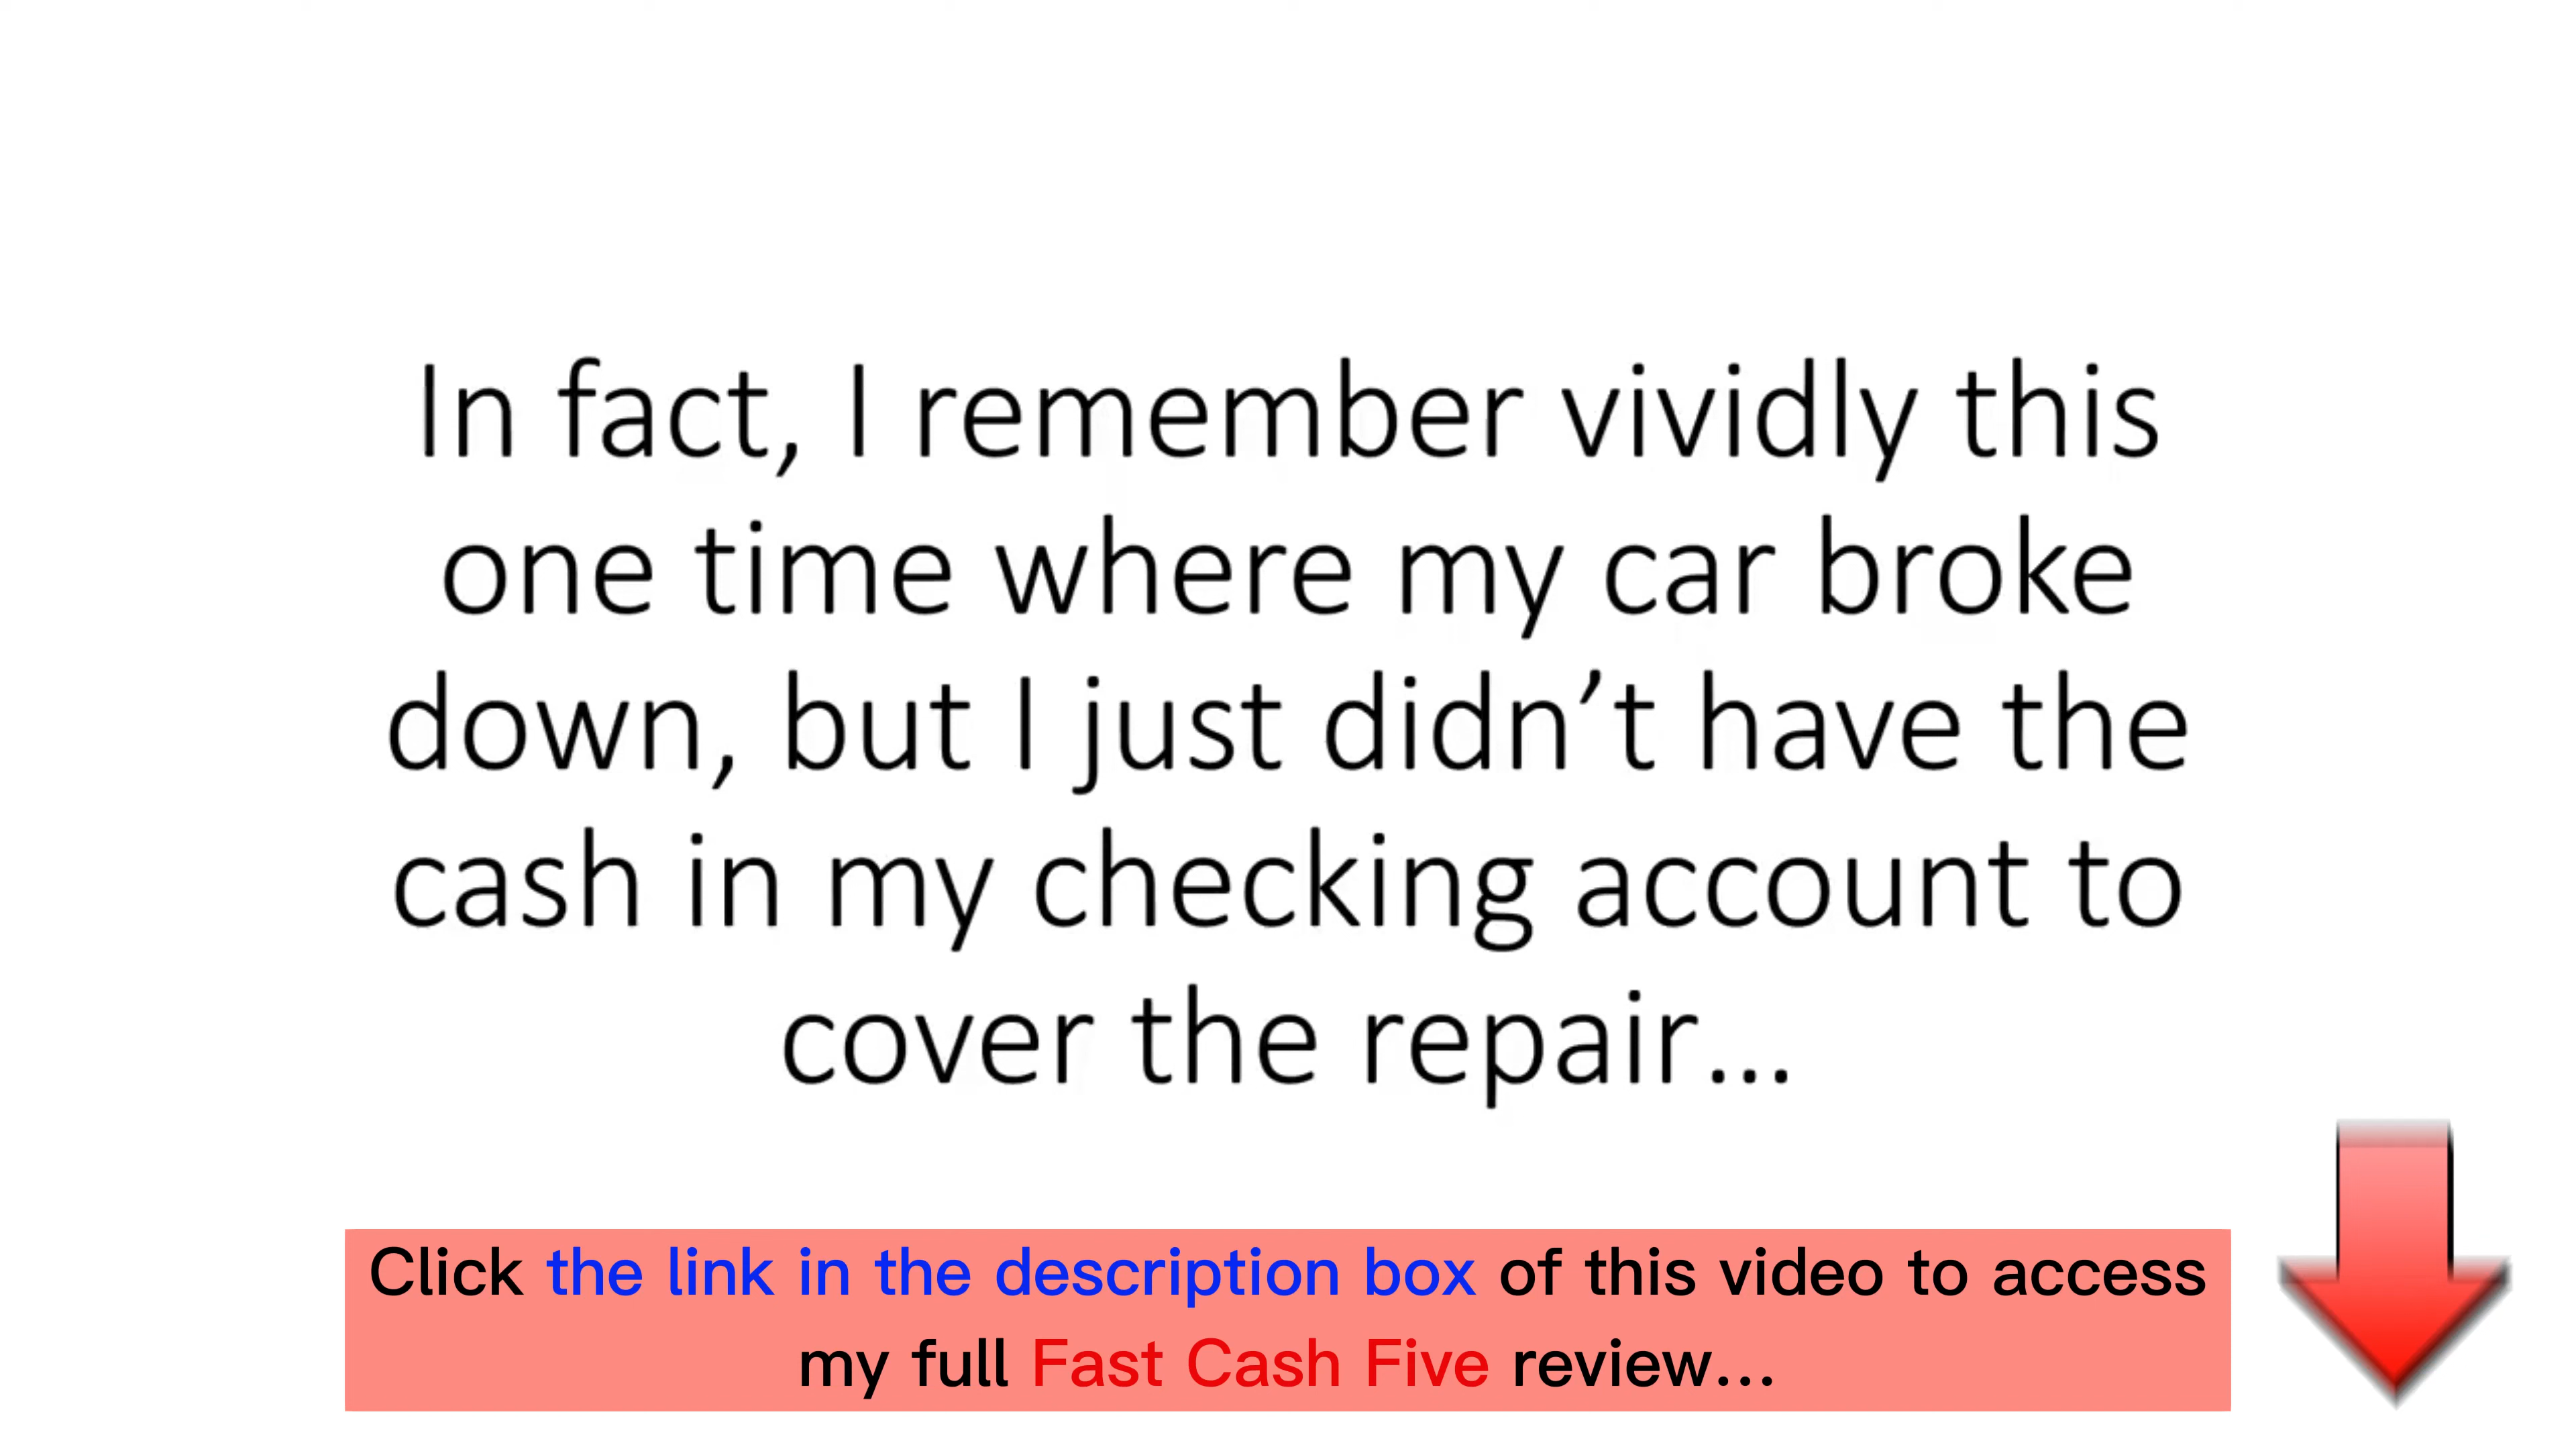 In fact, I remember vividly this
one time where my car broke
down, but I just didn’t have the
cash in my checking account to
cover the repair...
Click the link in the description box of this video to access
my full Fast Cash Five review...